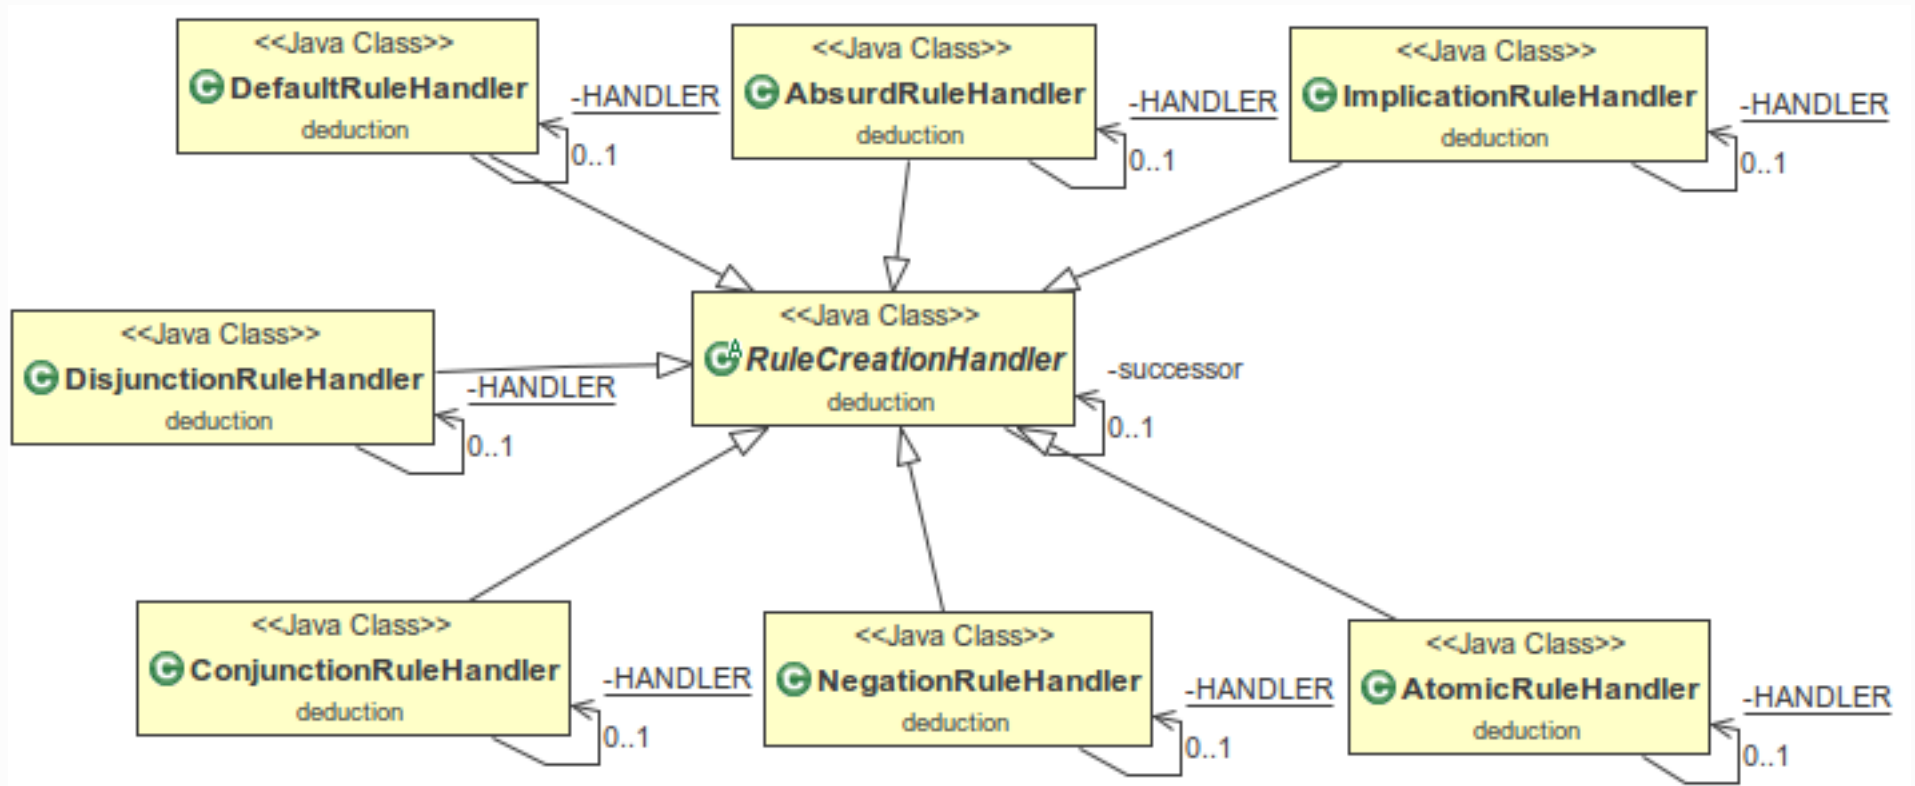 <<Java Class>>
DefaultRuleHandler
deduction
-HANDLER
0..1
<<Java Class>>
AbsurdRuleHandler
deduction
-HANDLER
0..1
<<Java Class>>
ImplicationRuleHandler
deduction
-HANDLER
0..1
<<Java Class>>
DisjunctionRuleHandler
deduction
-HANDLER
0..1
<<Java Class>>
RuleCreationHandler
deduction
-successor
0..1
<<Java Class>>
ConjunctionRuleHandler
deduction
-HANDLER
0..1
<<Java Class>>
NegationRuleHandler
deduction
-HANDLER
0..1
<<Java Class>>
AtomicRuleHandler
deduction
-HANDLER
0..1